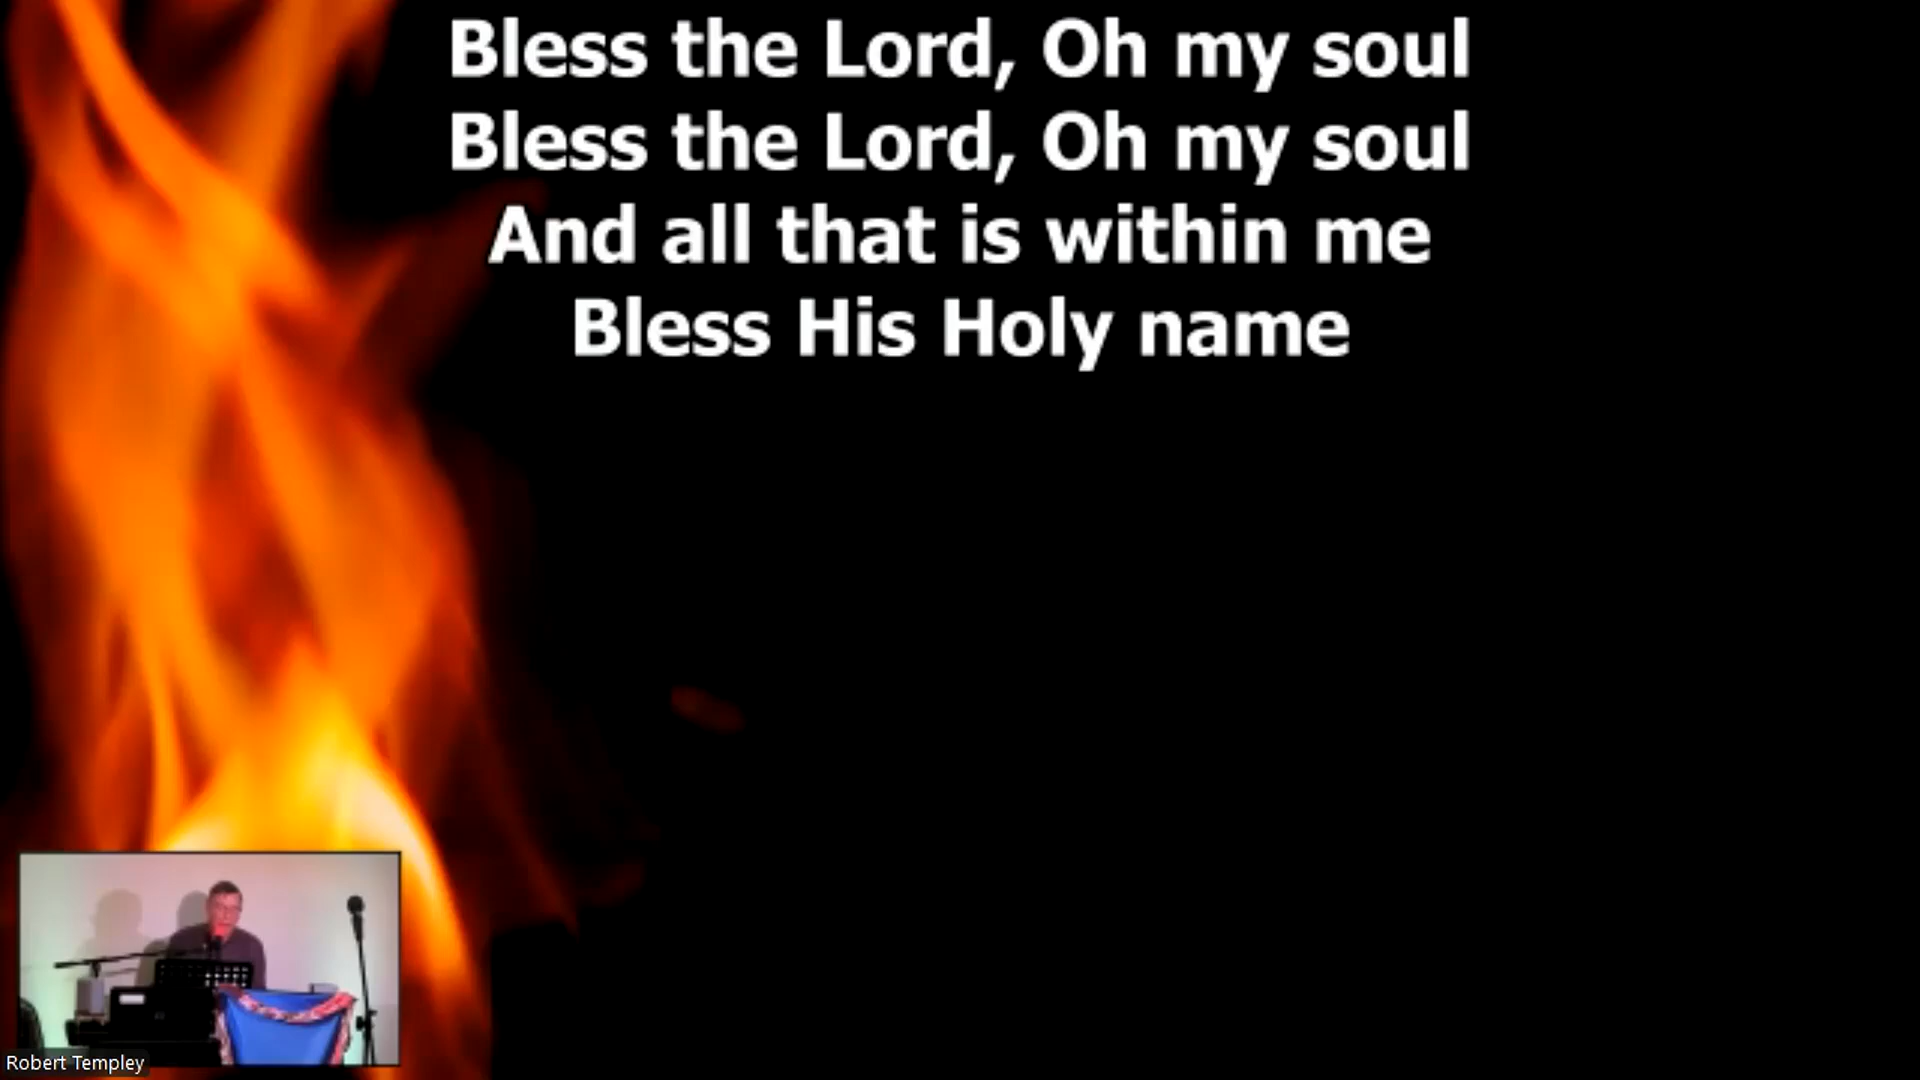 Bless the Lord, Oh my soul
Bless the Lord, Oh my soul
And all that is within me
Bless His Holy name
Robert Templey